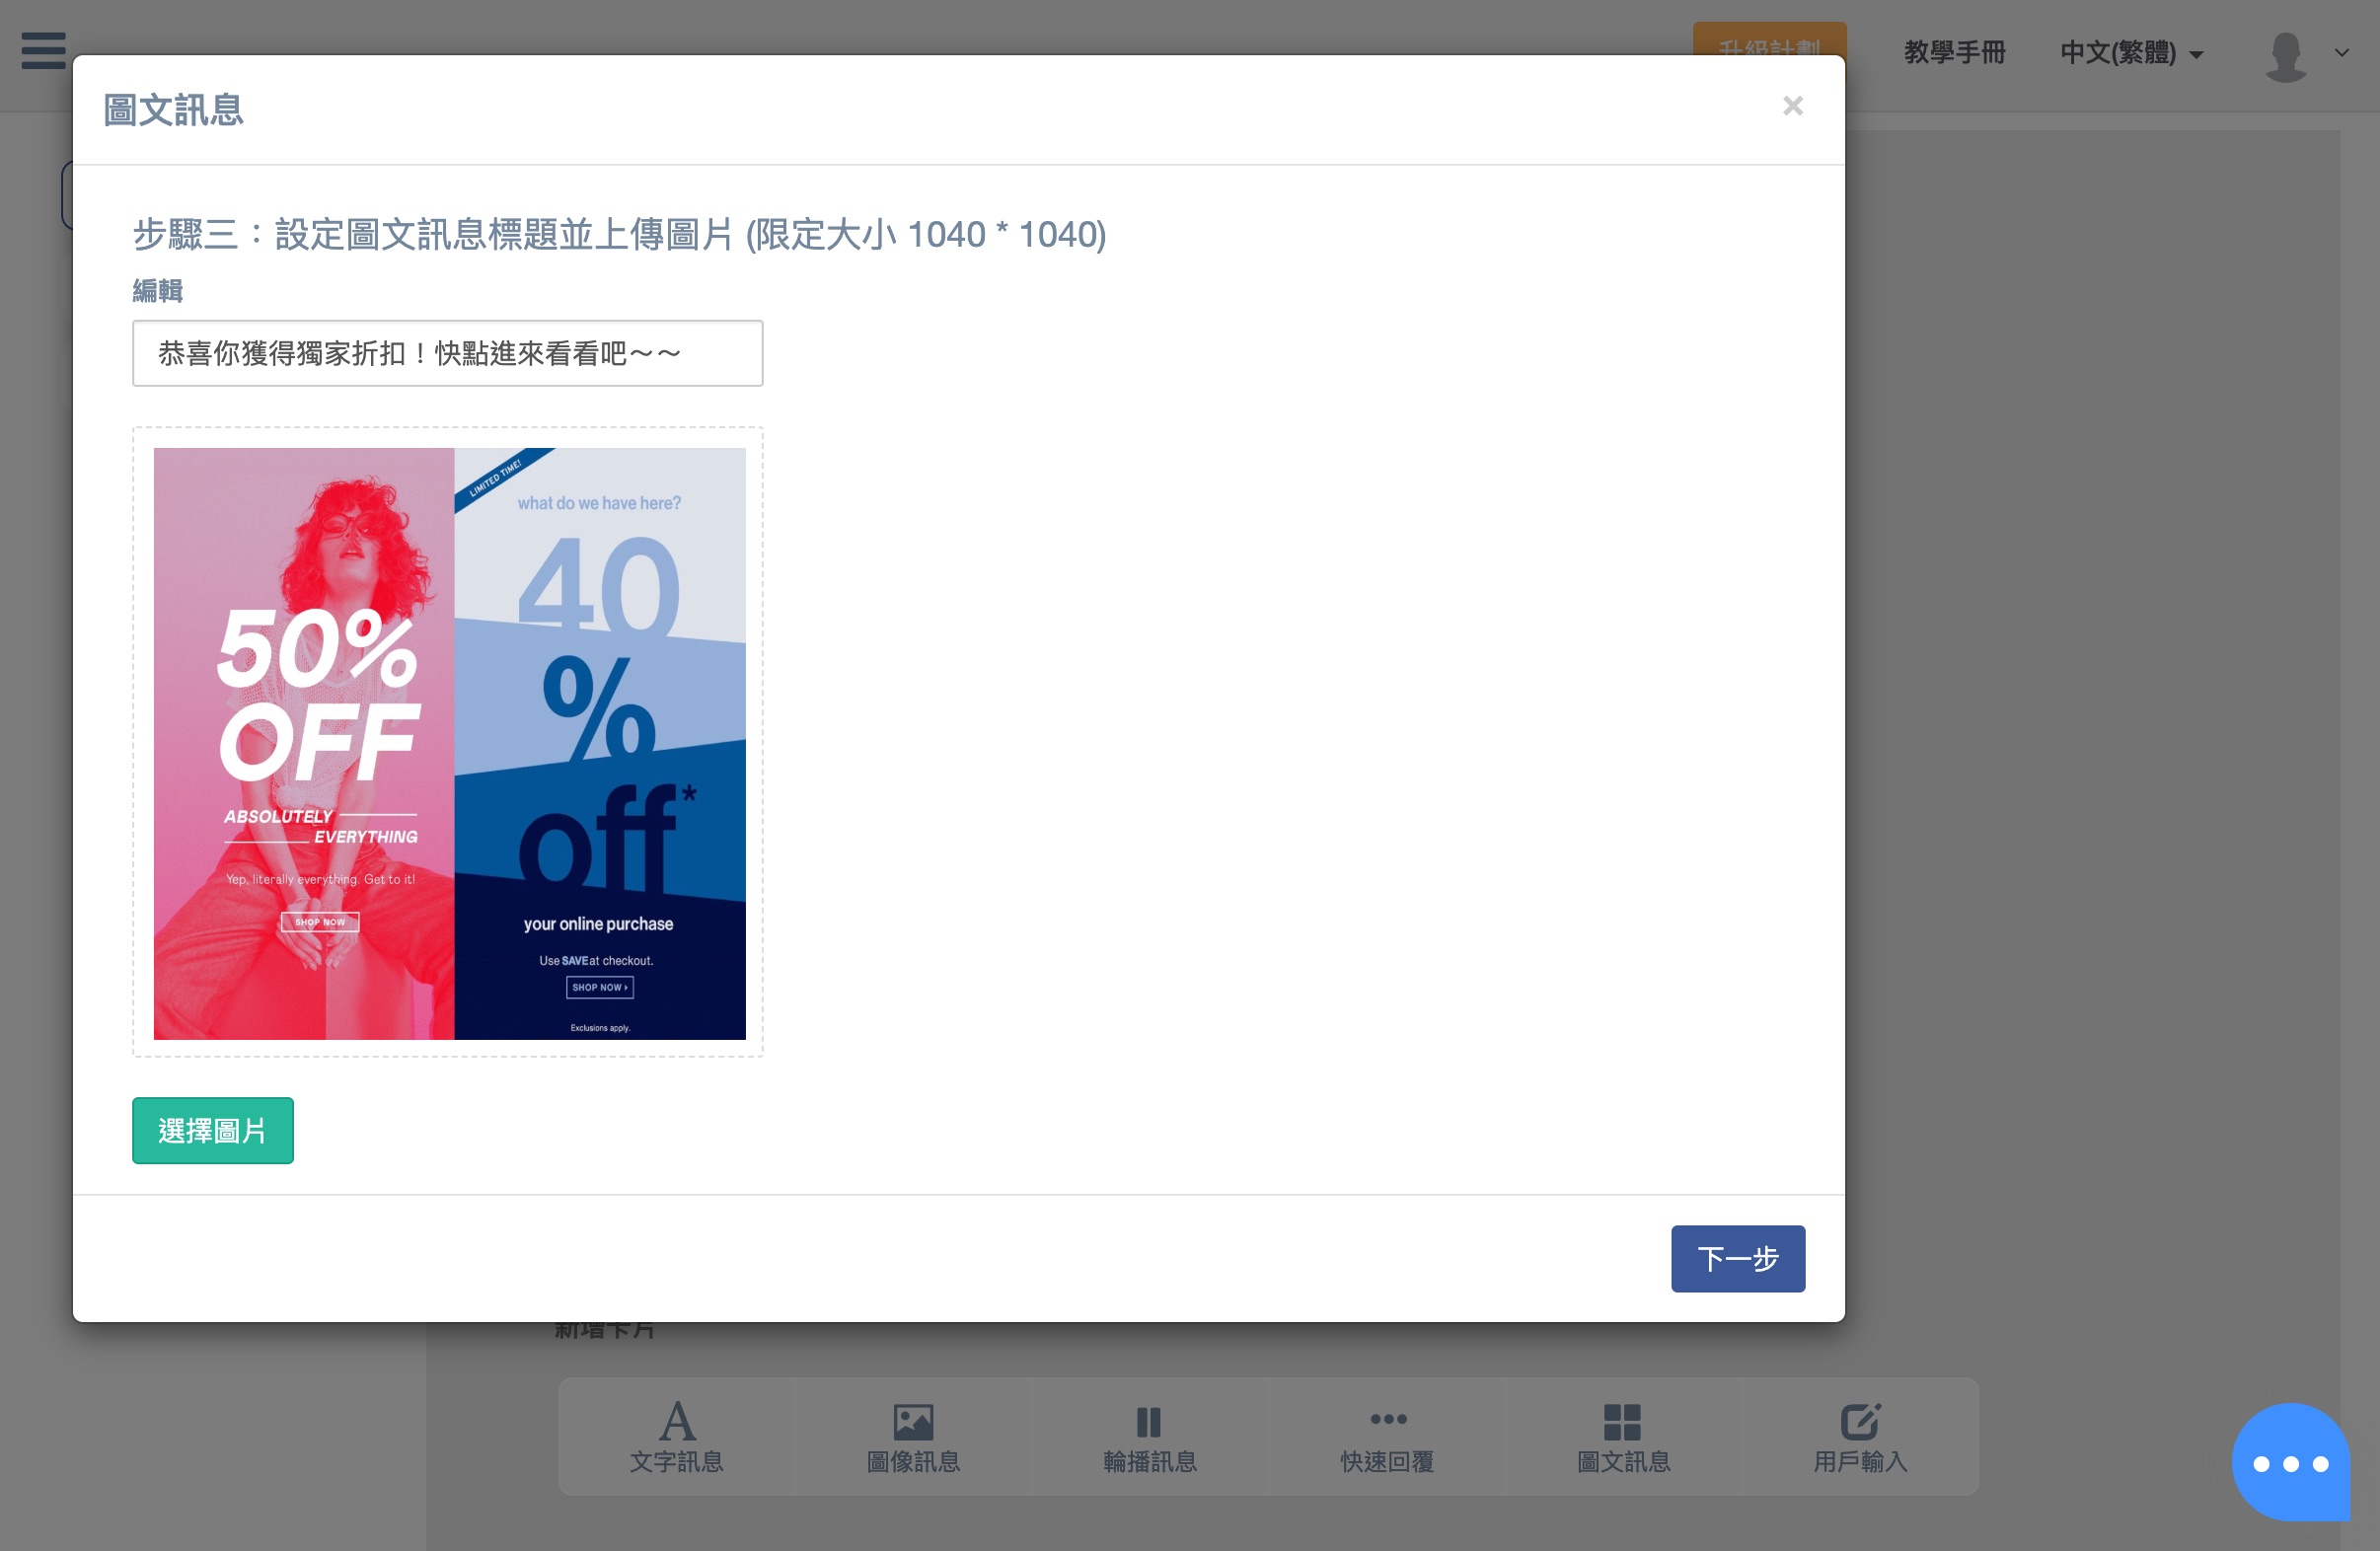 升級計劃
教學手冊
中文(繁體)
圖文訊息
×
步驟三：設定圖文訊息標題並上傳圖片 (限定大小 1040 * 1040)
編輯
恭喜你獲得獨家折扣！快點進來看看吧～～
50%
OFF
ABSOLUTELY
EVERYTHING
Yep, literally everything. Get to it!
SHOP NOW
LIMITED TIME!
what do we have here?
40
%
off*
your online purchase
Use SAVE at checkout.
SHOP NOW
Exclusions apply.
選擇圖片
下一步
新增卡片
文字訊息
圖像訊息
輪播訊息
快速回覆
圖文訊息
用戶輸入